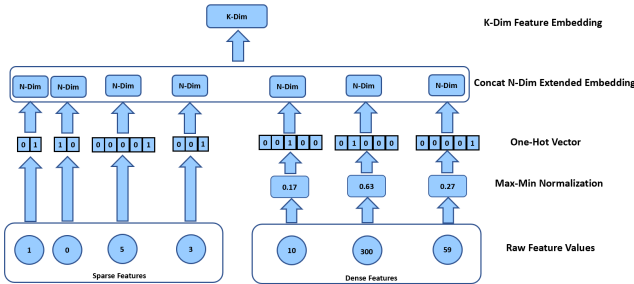 K-Dim
K-Dim Feature Embedding
N-Dim N-Dim N-Dim N-Dim N-Dim N-Dim N-Dim
Concat N-Dim Extended Embedding
0 1 1 0 0 0 0 0 1 0 0 1 0 0 1 0 0 0 1 0 0 0 0 0 0 0 1
One-Hot Vector
0.17 0.63 0.27
Max-Min Normalization
1 0 5 3 10 300 59
Raw Feature Values
Sparse Features
Dense Features